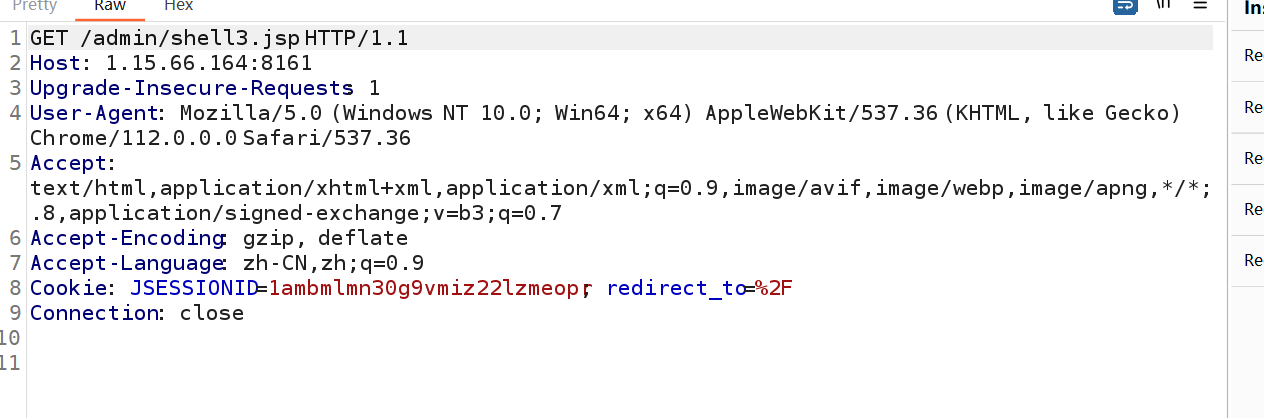 Pretty Raw Hex \n In
1 GET /admin/shell3.jsp HTTP/1.1
Re
2 Host: 1.15.66.164:8161
3 Upgrade-Insecure-Requests 1
Re
4 User-Agent: Mozilla/5.0 (Windows NT 10.0; Win64; x64) AppleWebKit/537.36 (KHTML, like Gecko)
Chrome/112.0.0.0 Safari/537.36
5 Accept:
Re
text/html,application/xhtml+xml,application/xml;q=0.9,image/avif,image/webp,image/apng,*/*;
.8,application/signed-exchange;v=b3;q=0.7
Re
6 Accept-Encoding: gzip, deflate
7 Accept-Language: zh-CN,zh;q=0.9
Re
8 Cookie: JSESSIONID=1ambmlmn30g9vmiz22lzmeopr; redirect_to=%2F
9 Connection: close
10
11